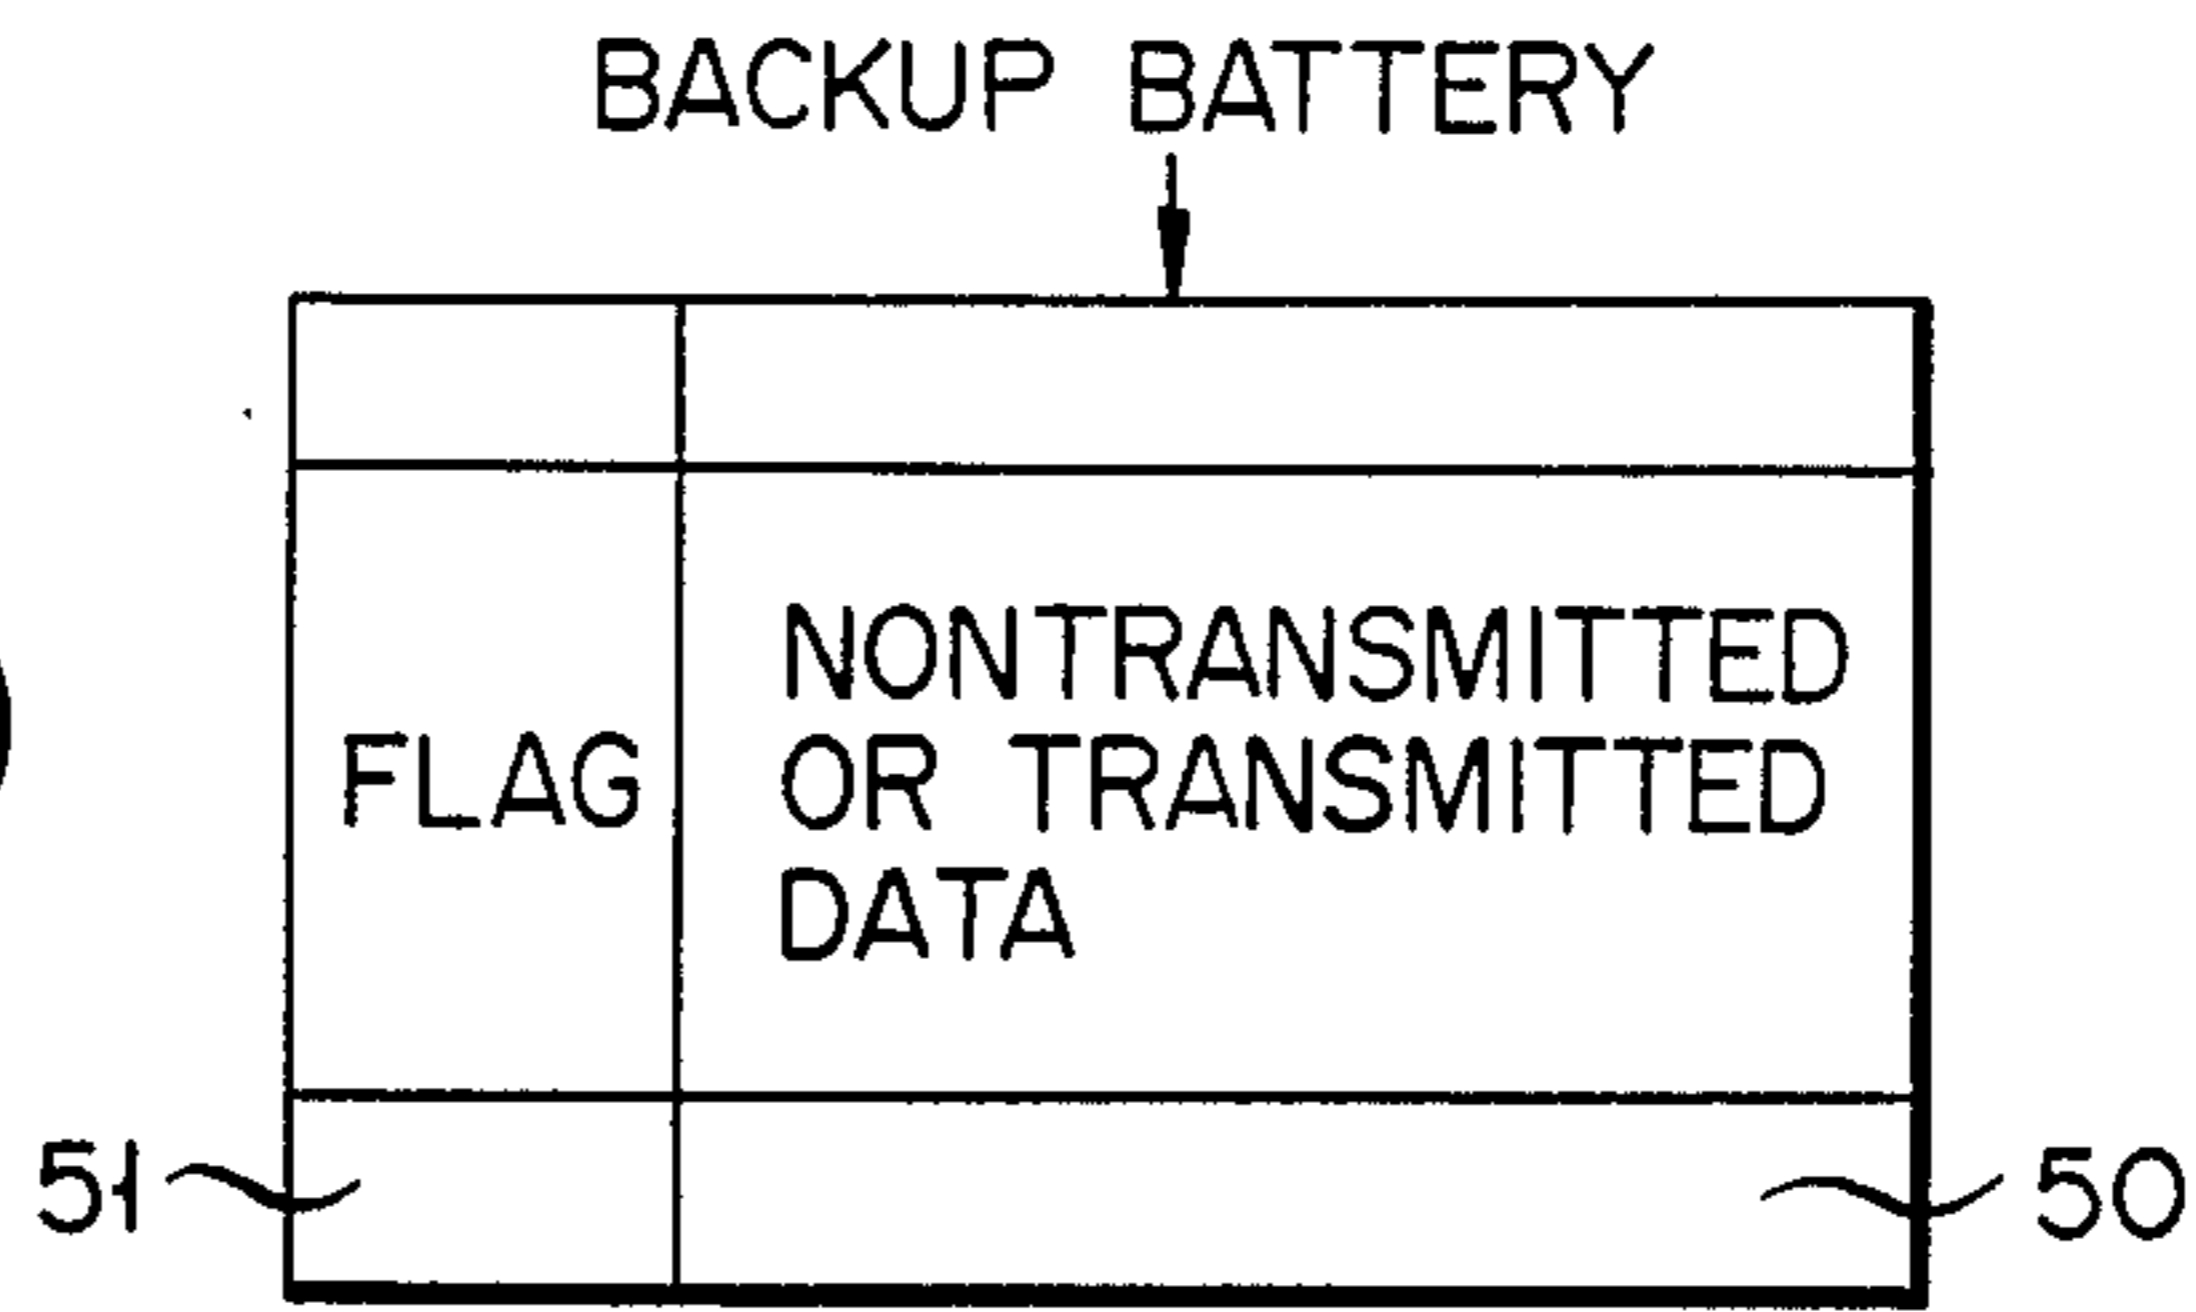 BACKUP BATTERY
FLAG
NONTRANSMITTED
OR TRANSMITTED
DATA
51
50